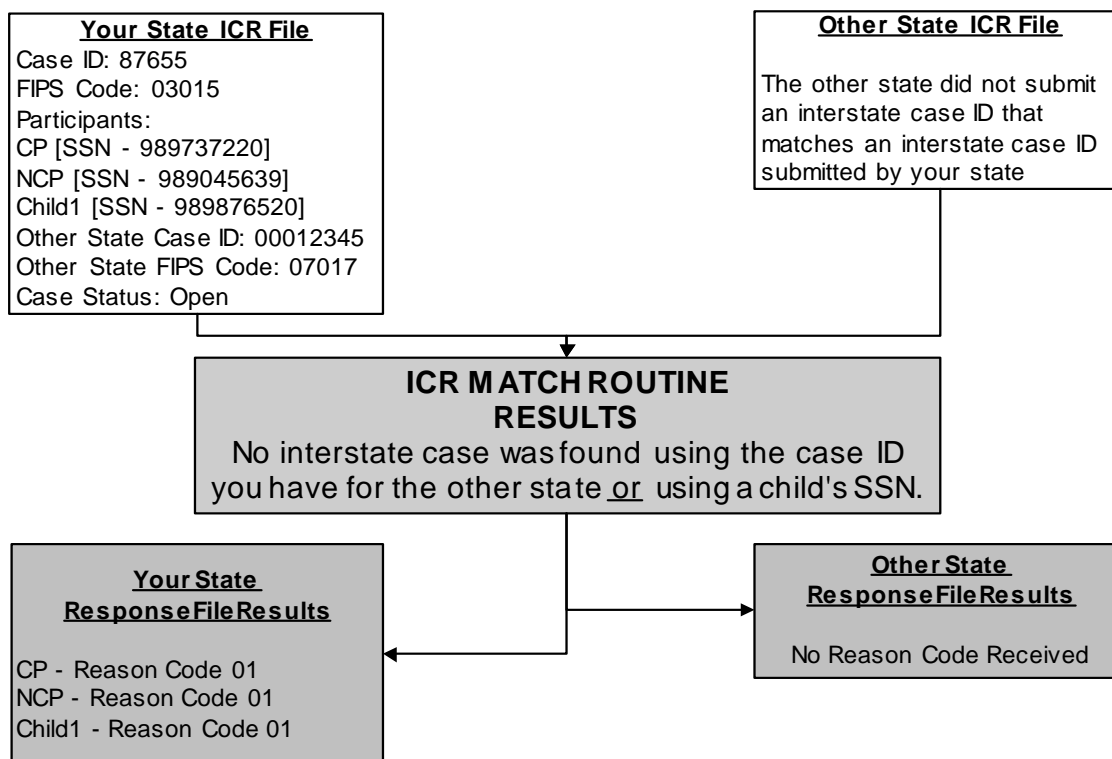 Your State ICR File
Case ID: 87655
FIPS Code: 03015
Participants:
CP [SSN - 989737220]
NCP [SSN - 989045639]
Child1 [SSN - 989876520]
Other State Case ID: 00012345
Other State FIPS Code: 07017
Case Status: Open
Other State ICR File
The other state did not submit
an interstate case ID that
matches an interstate case ID
submitted by your state
ICR MATCH ROUTINE
RESULTS
No interstate case was found using the case ID
you have for the other state or using a child's SSN.
Your State
Response File Results
CP - Reason Code 01
NCP - Reason Code 01
Child1 - Reason Code 01
Other State
Response File Results
No Reason Code Received